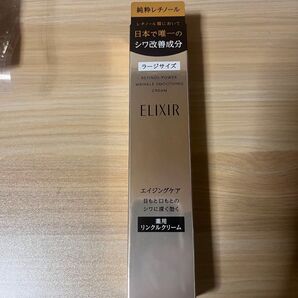 純粋レチノール
レチノール類において
日本で唯一の
シワ改善成分
ラージサイズ
RETINOL POWER
WRINKLE SMOOTHING
CREAM
ELIXIR
エイジングケア
目もと口もとの
シワに深く効く
薬用
リンクルクリーム